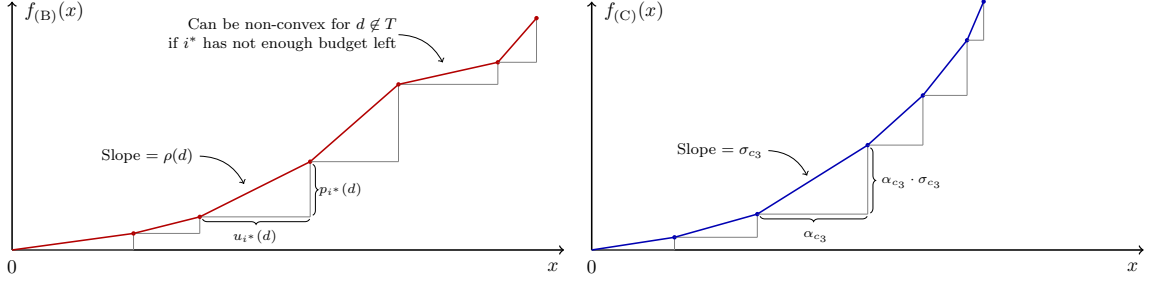 f_(B)(x)
Can be non-convex for d ∉ T
if i* has not enough budget left
Slope = ρ(d)
p_{i*}(d)
u_{i*}(d)
0
x
f_(C)(x)
Slope = σ_{c_3}
α_{c_3} · σ_{c_3}
α_{c_3}
0
x